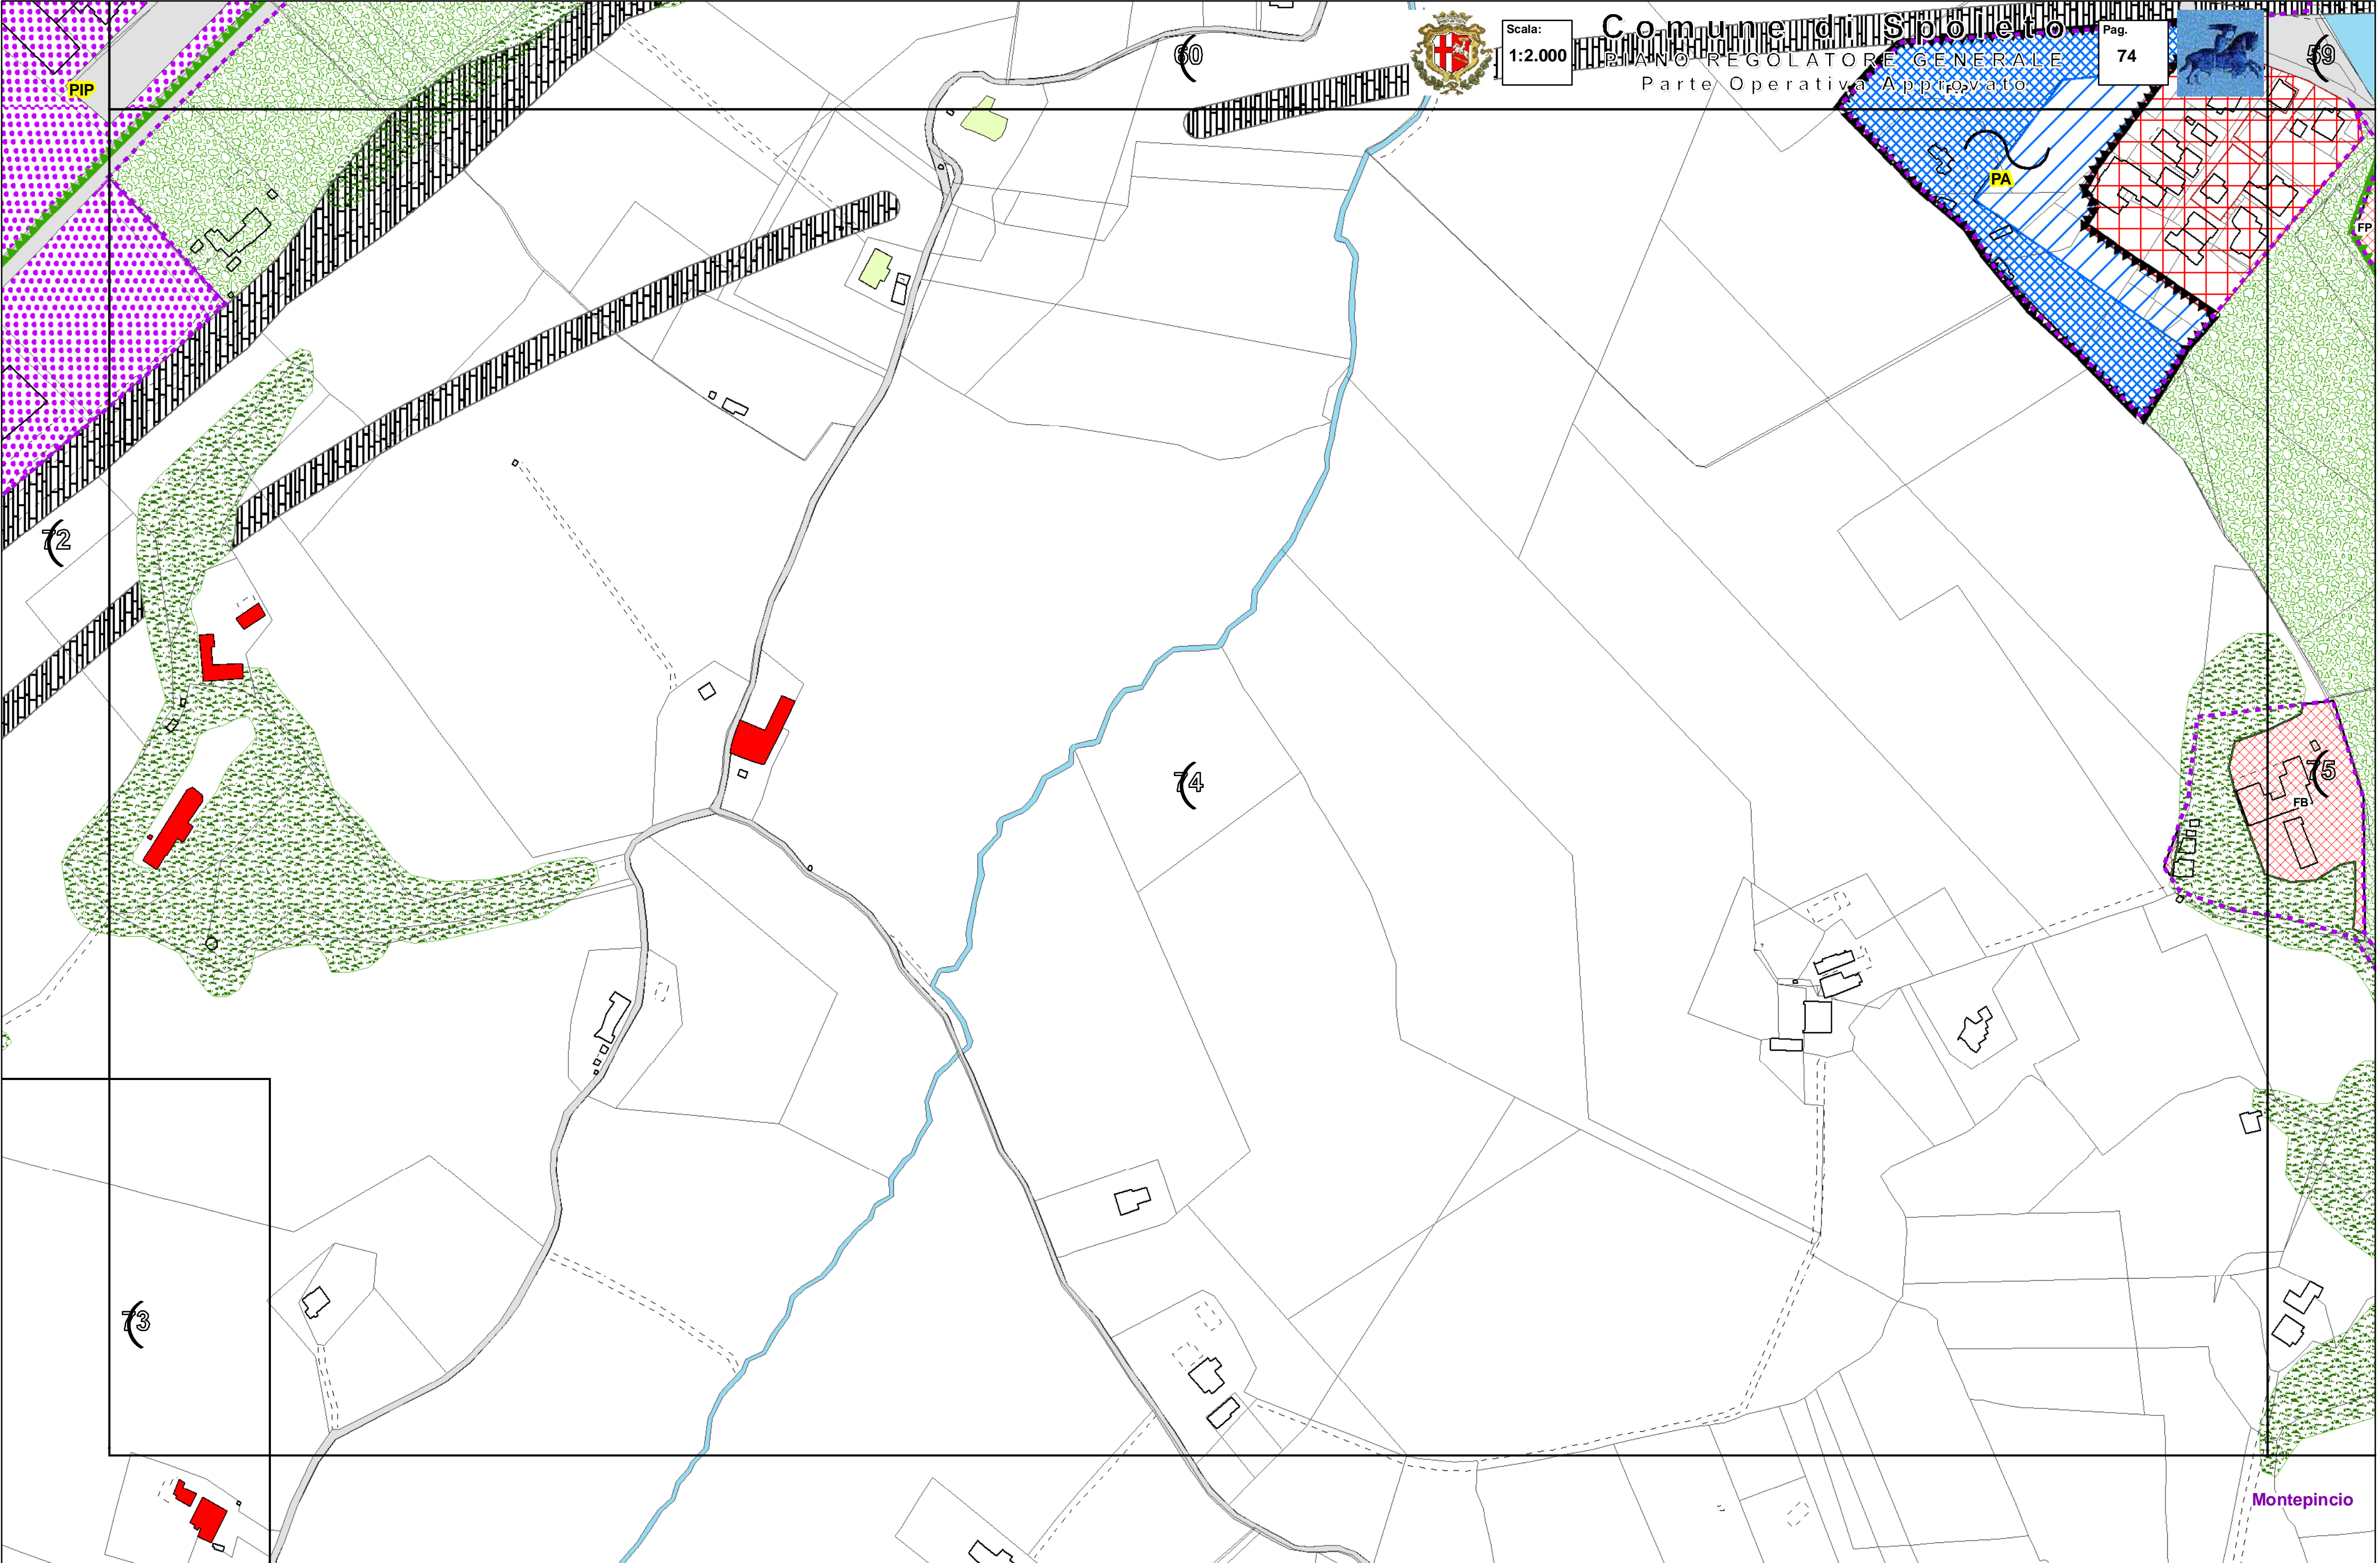 Scala:
1:2.000
Comune di Spoleto
PIANO REGOLATORE GENERALE
Parte Operativa Approvato
Pag.
74
60
59
PIP
PA
FP
72
74
75
FB
73
Montepincio